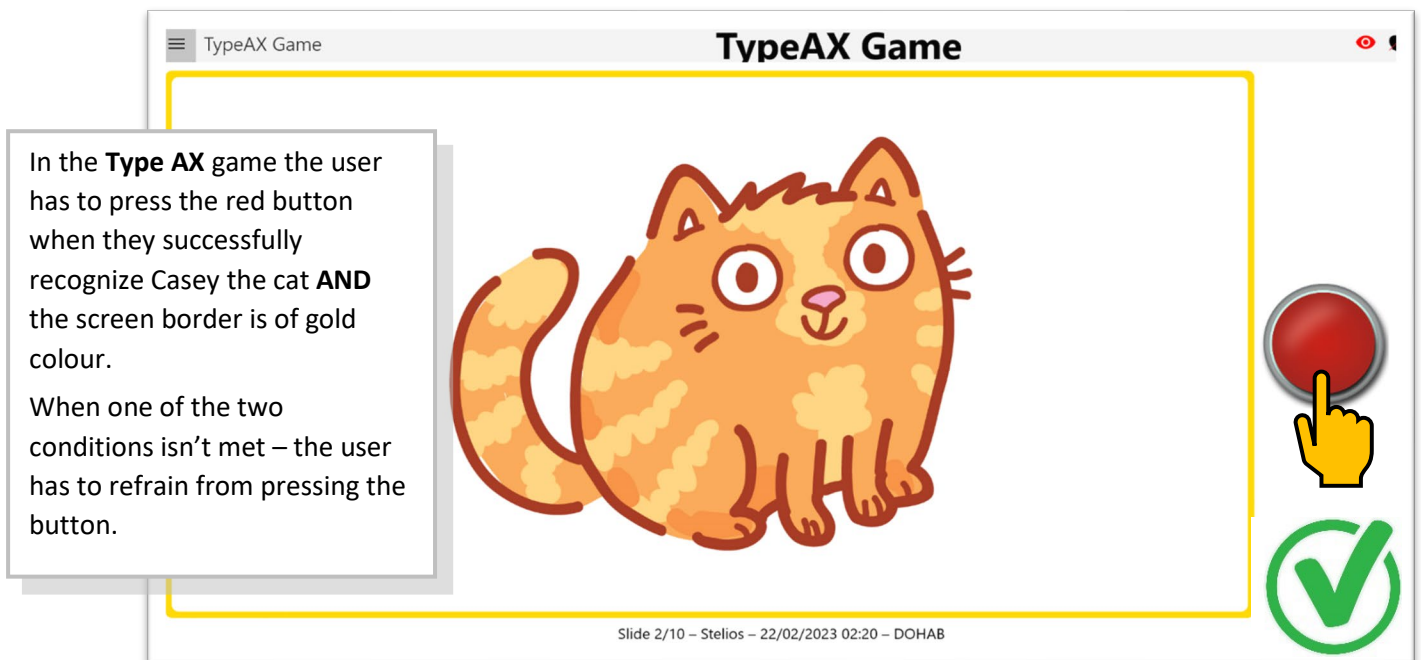 TypeAX Game
TypeAX Game
In the Type AX game the user
has to press the red button
when they successfully
recognize Casey the cat AND
the screen border is of gold
colour.
When one of the two
conditions isn’t met – the user
has to refrain from pressing the
button.
Slide 2/10 – Stelios – 22/02/2023 02:20 – DOHAB